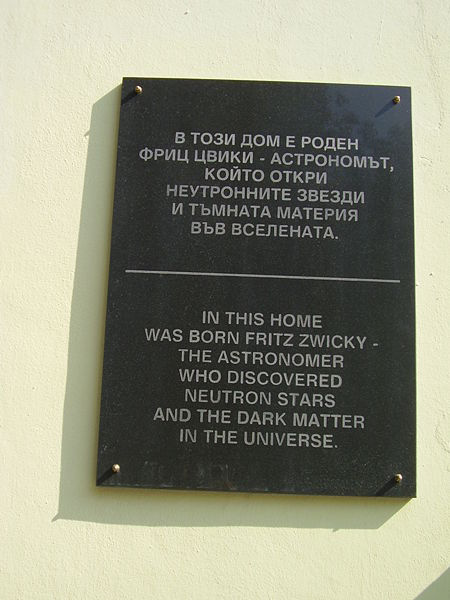 В ТОЗИ ДОМ Е РОДЕН
ФРИЦ ЦВИКИ - АСТРОНОМЪТ,
КОЙТО ОТКРИ
НЕУТРОННИТЕ ЗВЕЗДИ
И ТЪМНАТА МАТЕРИЯ
ВЪВ ВСЕЛЕНАТА.
IN THIS HOME
WAS BORN FRITZ ZWICKY -
THE ASTRONOMER
WHO DISCOVERED
NEUTRON STARS
AND THE DARK MATTER
IN THE UNIVERSE.